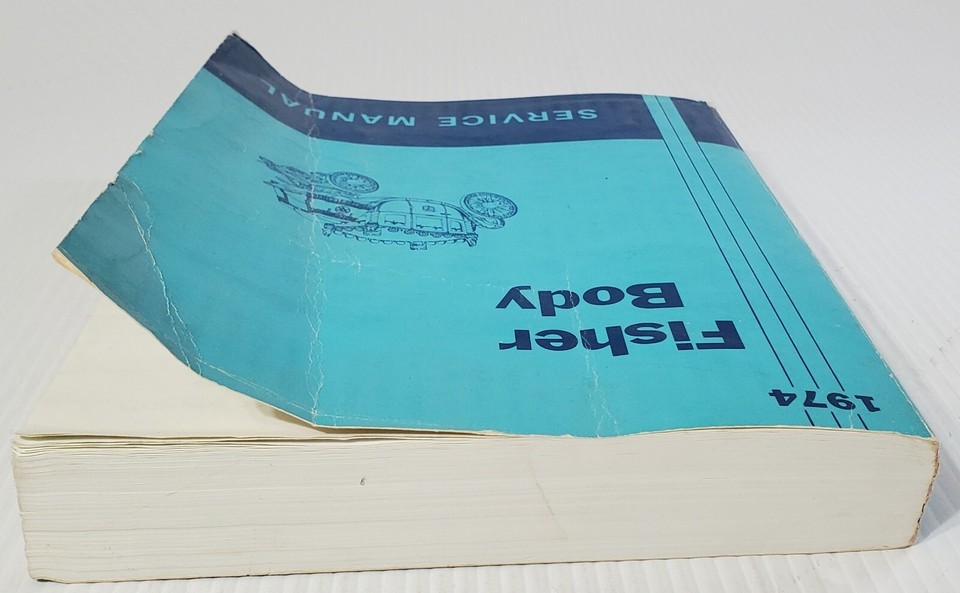 1974
Fisher
Body
SERVICE MANUAL